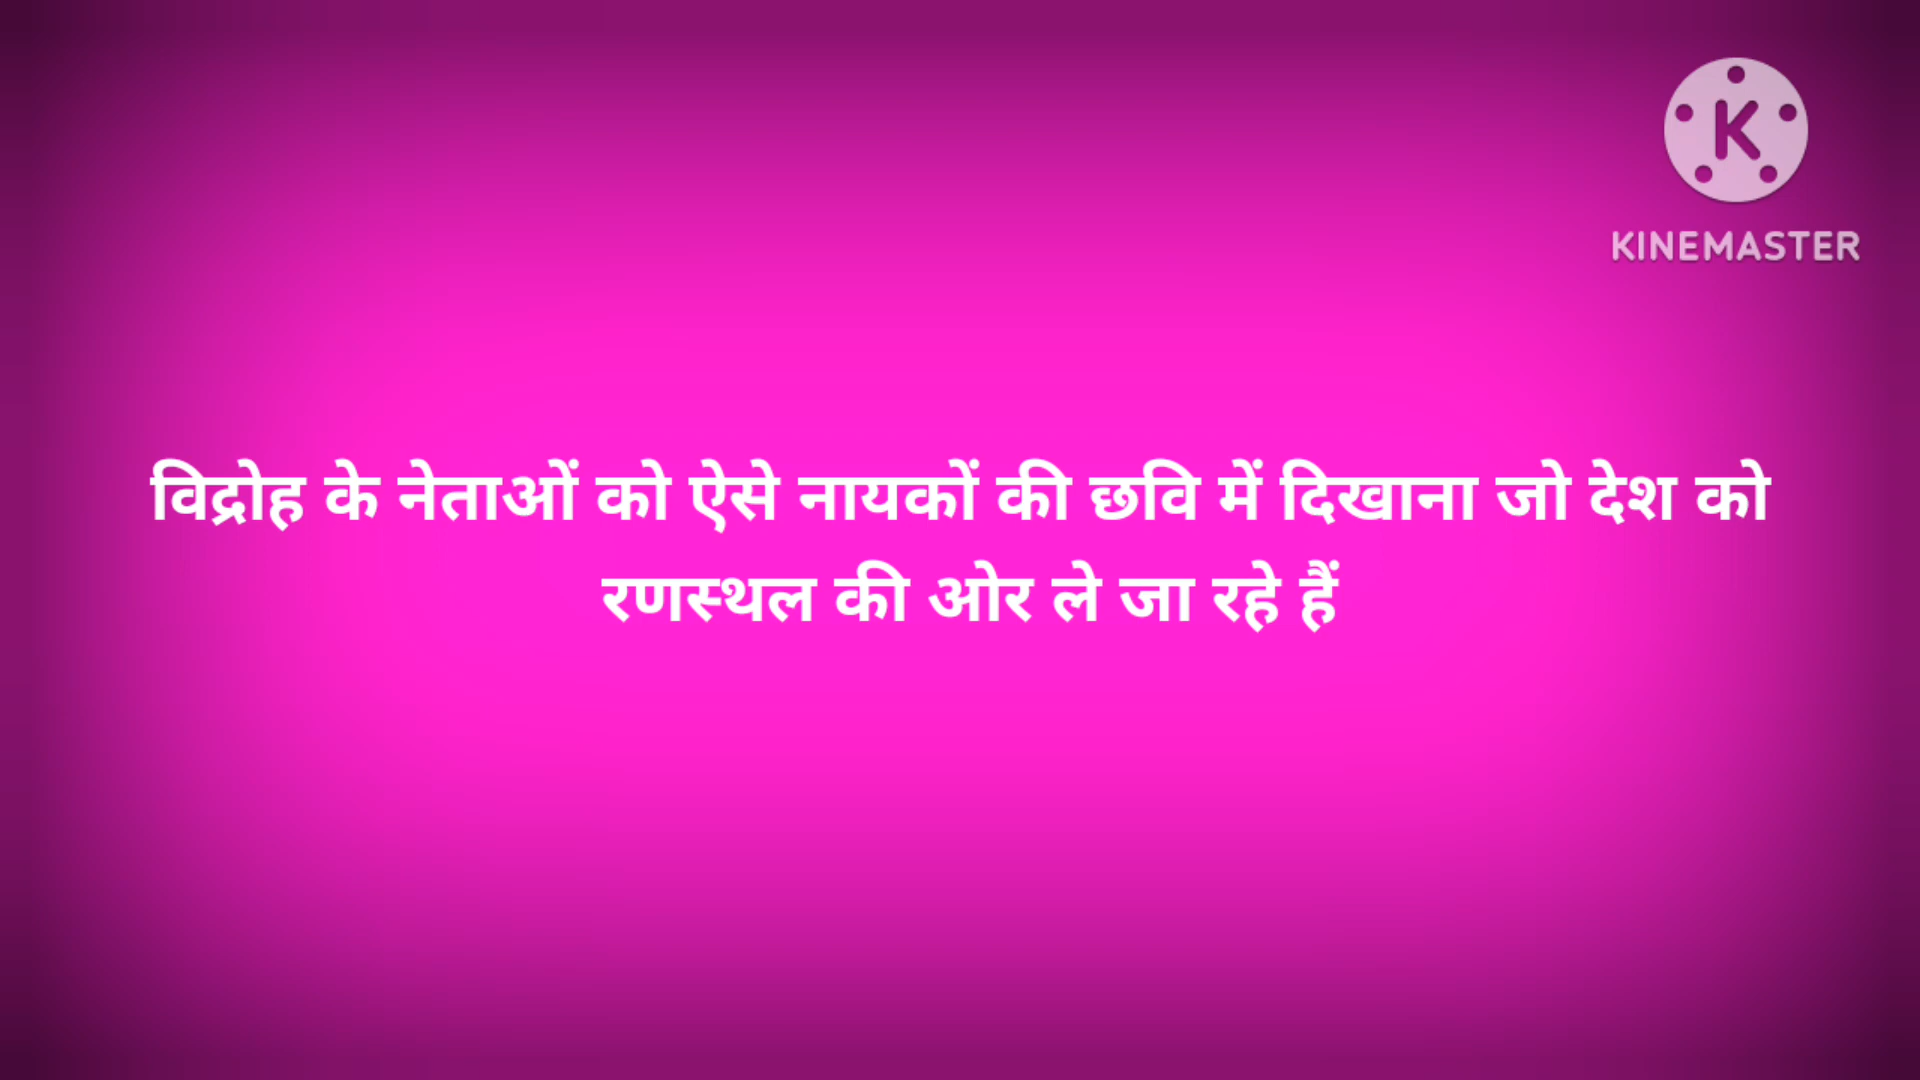 KINEMASTER
विद्रोह के नेताओं को ऐसे नायकों की छवि में दिखाना जो देश को
रणस्थल की ओर ले जा रहे हैं